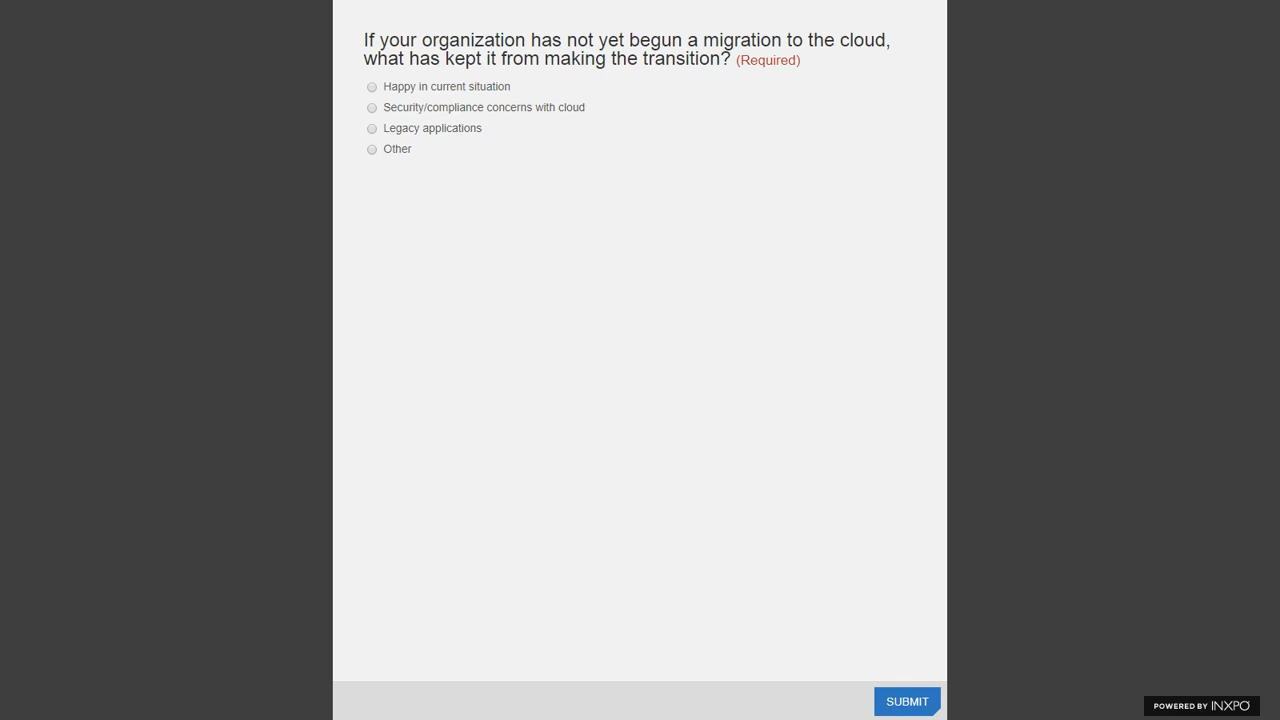 If your organization has not yet begun a migration to the cloud,
what has kept it from making the transition? (Required)
Happy in current situation
Security/compliance concerns with cloud
Legacy applications
Other
SUBMIT
POWERED BY INXPO